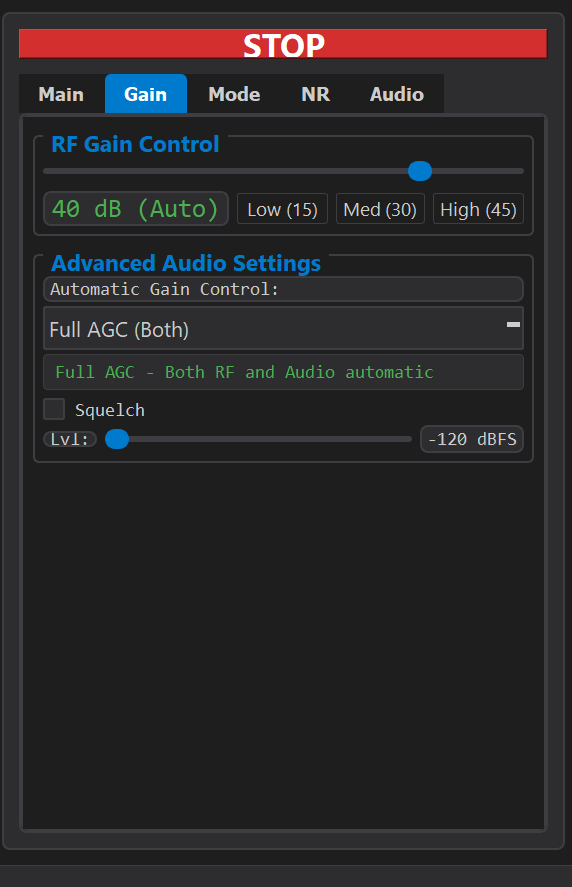 STOP
Main Gain Mode NR Audio
RF Gain Control
40 dB (Auto) Low (15) Med (30) High (45)
Advanced Audio Settings
Automatic Gain Control:
Full AGC (Both)
Full AGC - Both RF and Audio automatic
Squelch
Lvl: -120 dBFS